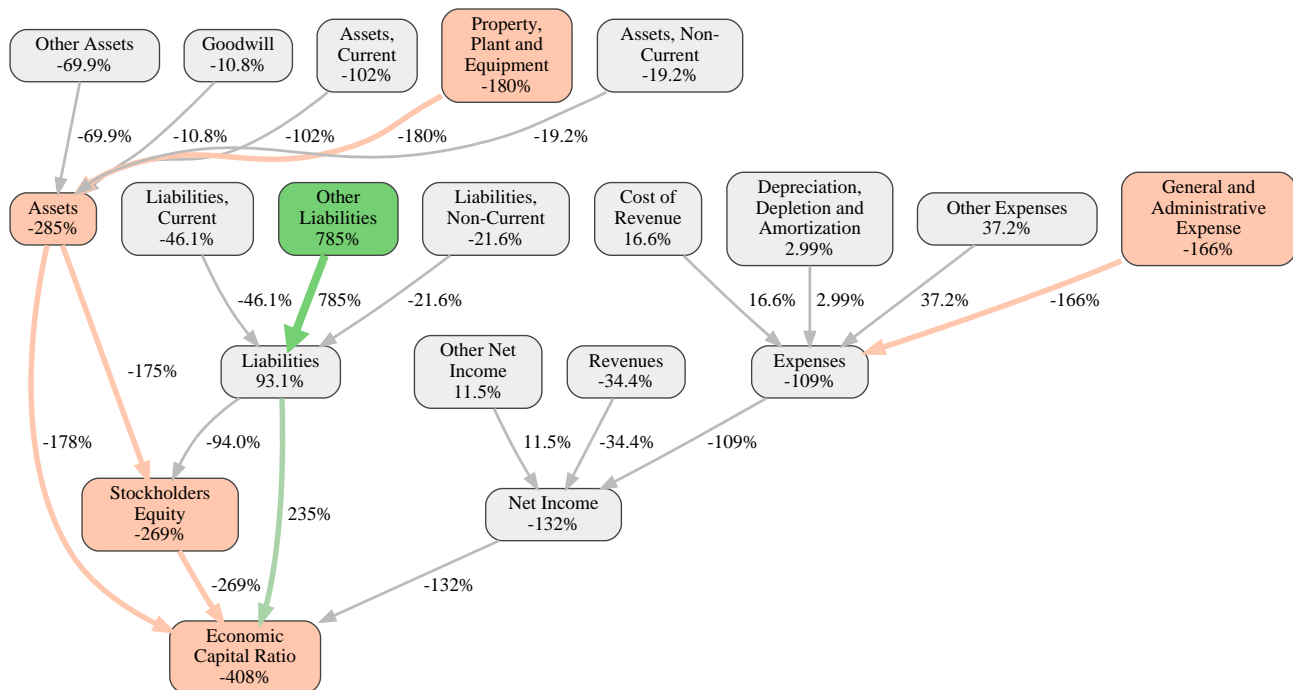 Other Assets
-69.9%
Goodwill
-10.8%
Assets,
Current
-102%
Property,
Plant and
Equipment
-180%
Assets, Non-
Current
-19.2%
-69.9%
-10.8%
-102%
-180%
-19.2%
Assets
-285%
Liabilities,
Current
-46.1%
Other
Liabilities
785%
Liabilities,
Non-Current
-21.6%
Cost of
Revenue
16.6%
Depreciation,
Depletion and
Amortization
2.99%
Other Expenses
37.2%
General and
Administrative
Expense
-166%
-46.1%
785%
-21.6%
16.6%
2.99%
37.2%
-166%
-175%
Liabilities
93.1%
Other Net
Income
11.5%
Revenues
-34.4%
Expenses
-109%
-178%
-94.0%
11.5%
-34.4%
-109%
Stockholders
Equity
-269%
235%
Net Income
-132%
-269%
-132%
Economic
Capital Ratio
-408%